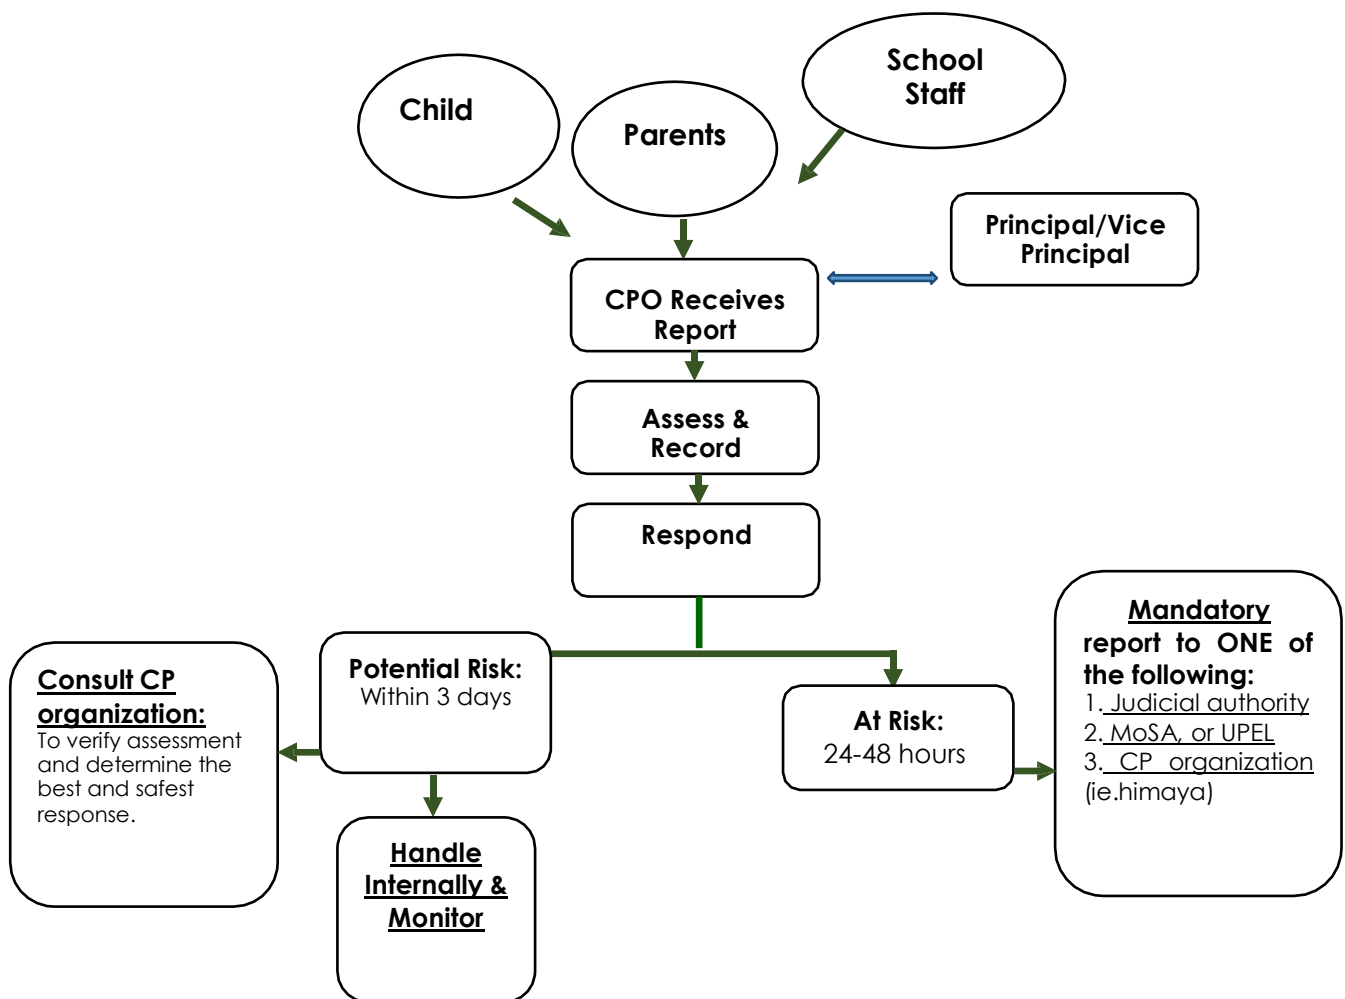 School
Staff
Child
Parents
Principal/Vice
Principal
CPO Receives
Report
Assess &
Record
Respond
Potential Risk:
Within 3 days
Consult CP
organization:
To verify assessment
and determine the
best and safest
response.
Handle
Internally &
Monitor
At Risk:
24-48 hours
Mandatory
report to ONE of
the following:
1. Judicial authority
2. MoSA, or UPEL
3. CP organization
(ie.himaya)